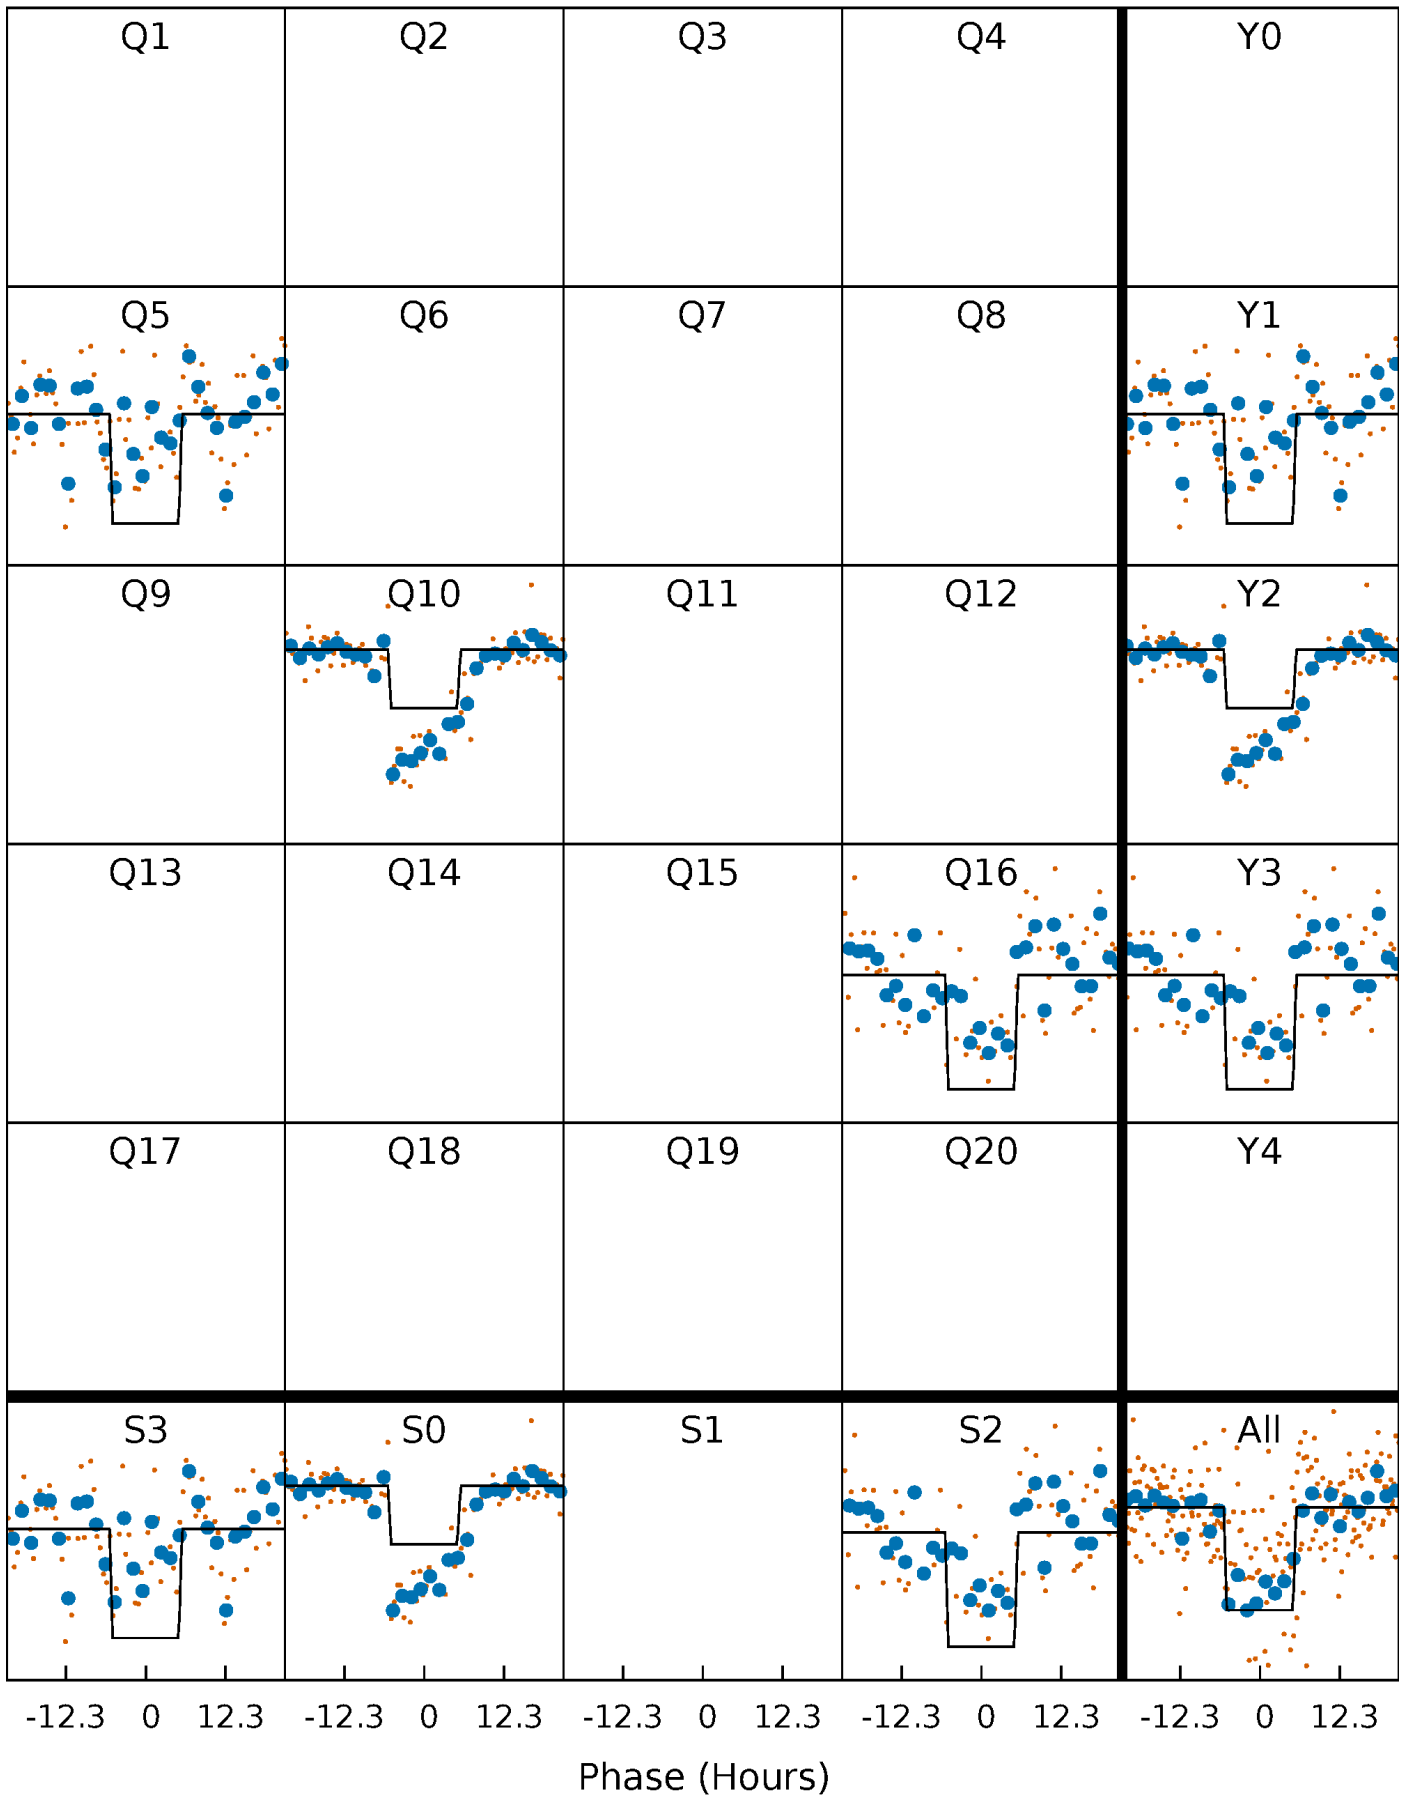 Q1 Q2 Q3 Q4 Y0
Q5 Q6 Q7 Q8 Y1
Q9 Q10 Q11 Q12 Y2
Q13 Q14 Q15 Q16 Y3
Q17 Q18 Q19 Q20 Y4
S3 S0 S1 S2 All
-12.3 0 12.3 -12.3 0 12.3 -12.3 0 12.3 -12.3 0 12.3 -12.3 0 12.3
Phase (Hours)